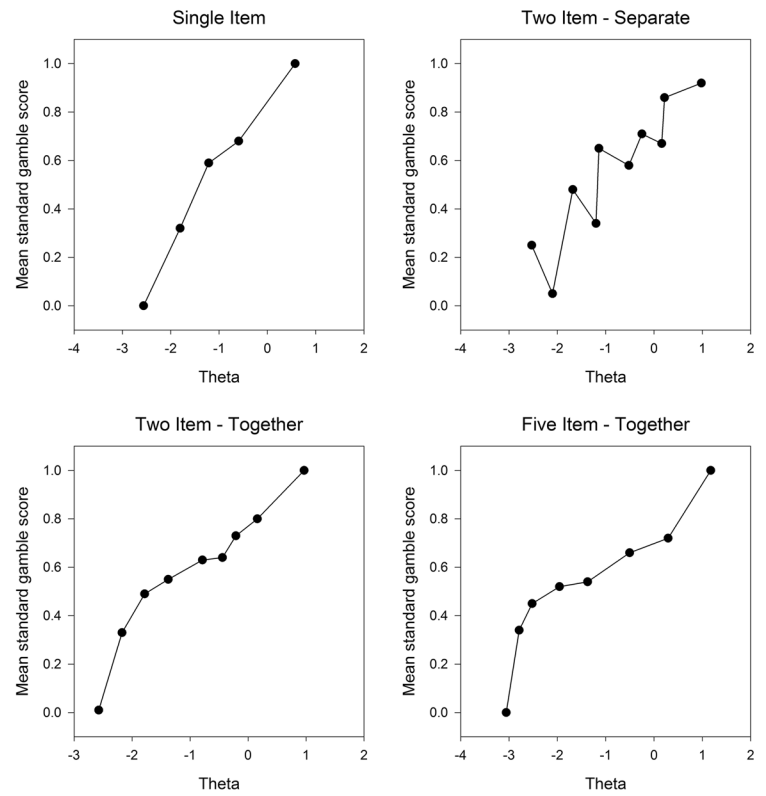 Single Item
Mean standard gamble score
1.0
0.8
0.6
0.4
0.2
0.0
-4 -3 -2 -1 0 1 2
Theta
Two Item - Separate
Mean standard gamble score
1.0
0.8
0.6
0.4
0.2
0.0
-4 -3 -2 -1 0 1 2
Theta
Two Item - Together
Mean standard gamble score
1.0
0.8
0.6
0.4
0.2
0.0
-3 -2 -1 0 1 2
Theta
Five Item - Together
Mean standard gamble score
1.0
0.8
0.6
0.4
0.2
0.0
-4 -3 -2 -1 0 1 2
Theta